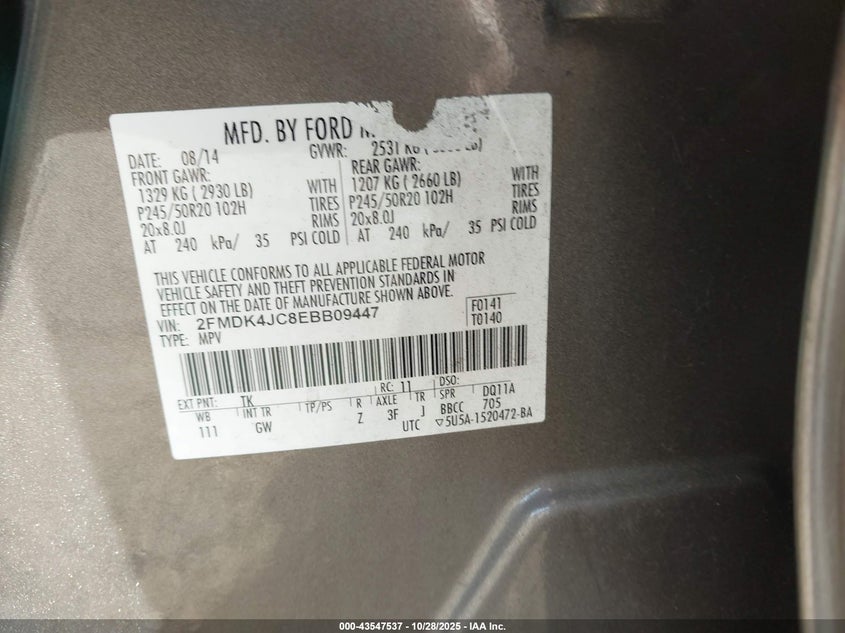 MFD. BY FORD
DATE: 08/14 GVWR: 2531 KG
FRONT GAWR: REAR GAWR:
1329 KG ( 2930 LB) WITH 1207 KG ( 2660 LB) WITH
P245/50R20 102H TIRES P245/50R20 102H TIRES
20x8.0J RIMS 20x8.0J RIMS
AT 240 kPa/ 35 PSI COLD AT 240 kPa/ 35 PSI COLD
THIS VEHICLE CONFORMS TO ALL APPLICABLE FEDERAL MOTOR
VEHICLE SAFETY AND THEFT PREVENTION STANDARDS IN
EFFECT ON THE DATE OF MANUFACTURE SHOWN ABOVE.
VIN: 2FMDK4JC8EBB09447 F0141
TYPE: MPV T0140
EXT PNT: TK RC: 11 DSO:
WB INT TR TP/PS R AXLE TR SPR DQ11A
111 GW Z 3F J BBCC 705
UTC ▽5U5A-1520472-BA
000-43547537 - 10/28/2025 - IAA Inc.